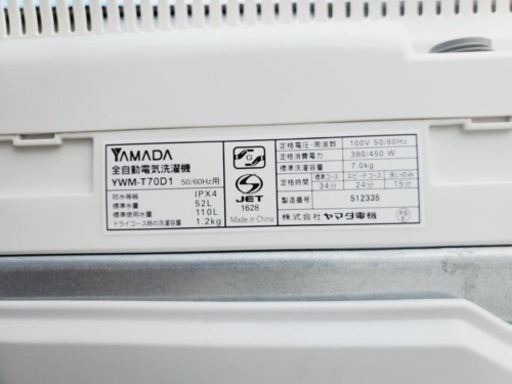 YAMADA
全自動電気洗濯機
YWM-T70D1 50/60Hz用
防水等級 IPX4
標準水量 52L
標準使用水量 110L
ドライコース時の洗濯容量 1.2kg
G
S
JET
1628
Made in China
定格電圧・周波数 100V 50/60Hz
定格消費電力 380/450 W
標準洗濯容量 7.0kg
定格時間 標準コース スピードコース 洗いのみ
34分 24分 15分
製造番号 512335
株式会社ヤマダ電機